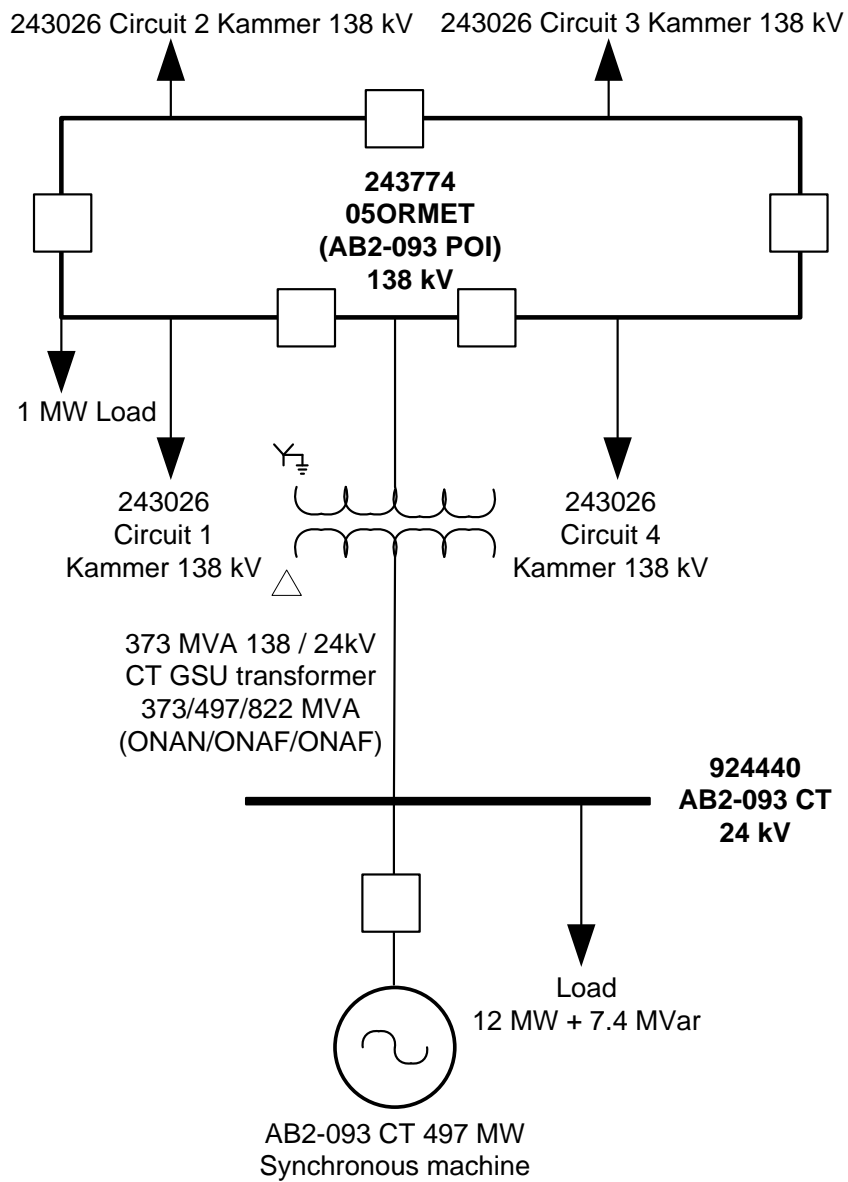 243026 Circuit 2 Kammer 138 kV
243026 Circuit 3 Kammer 138 kV
243774
05ORMET
(AB2-093 POI)
138 kV
1 MW Load
243026
Circuit 1
Kammer 138 kV
243026
Circuit 4
Kammer 138 kV
373 MVA 138 / 24kV
CT GSU transformer
373/497/822 MVA
(ONAN/ONAF/ONAF)
924440
AB2-093 CT
24 kV
Load
12 MW + 7.4 MVar
AB2-093 CT 497 MW
Synchronous machine